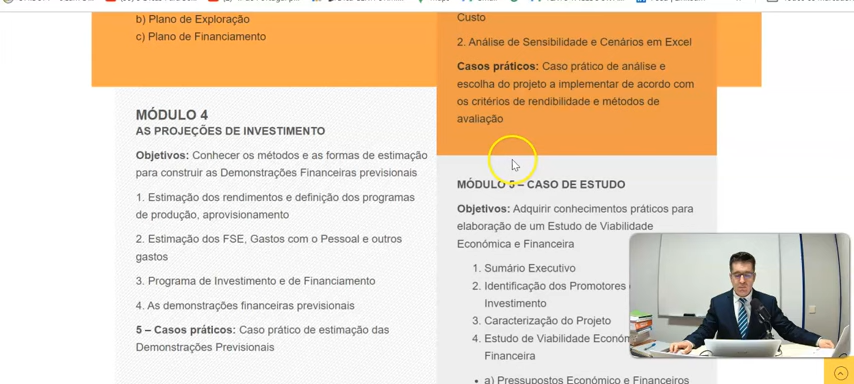 b) Plano de Exploração
c) Plano de Financiamento
MÓDULO 4
AS PROJEÇÕES DE INVESTIMENTO
Objetivos: Conhecer os métodos e as formas de estimação
para construir as Demonstrações Financeiras previsionais
1. Estimação dos rendimentos e definição dos programas
de produção, aprovisionamento
2. Estimação dos FSE, Gastos com o Pessoal e outros
gastos
3. Programa de Investimento e de Financiamento
4. As demonstrações financeiras previsionais
5 – Casos práticos: Caso prático de estimação das
Demonstrações Previsionais
Custo
2. Análise de Sensibilidade e Cenários em Excel
Casos práticos: Caso prático de análise e
escolha do projeto a implementar de acordo com
os critérios de rendibilidade e métodos de
avaliação
MÓDULO – CASO DE ESTUDO
Objetivos: Adquirir conhecimentos práticos para
elaboração de um Estudo de Viabilidade
Económica e Financeira
1. Sumário Executivo
2. Identificação dos Promotores
Investimento
3. Caracterização do Projeto
4. Estudo de Viabilidade
Financeira
a) Pressupostos Económico e Financeiros